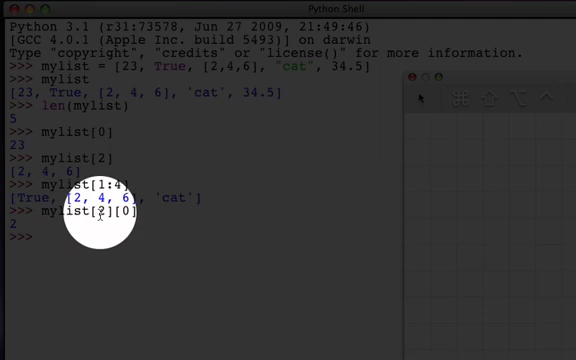 Python Shell
Python 3.1 (r31:73578, Jun 27 2009, 21:49:46)
[GCC 4.0.1 (Apple Inc. build 5493)] on darwin
Type "copyright", "credits" or "license()" for more information.
>>> mylist = [23, True, [2,4,6], "cat", 34.5]
>>> mylist
[23, True, [2, 4, 6], 'cat', 34.5]
>>> len(mylist)
5
>>> mylist[0]
23
>>> mylist[2]
[2, 4, 6]
>>> mylist[1:4]
[True, [2, 4, 6], 'cat']
>>> mylist[2][0]
2
>>>